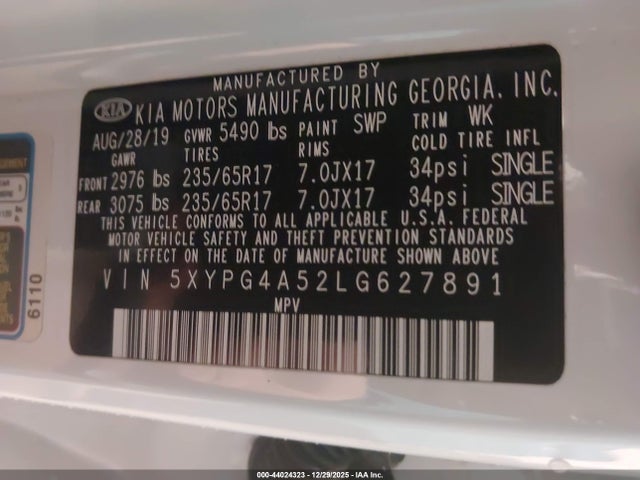 MANUFACTURED BY
KIA KIA MOTORS MANUFACTURING GEORGIA, INC.
AUG/28/19 GVWR 5490 lbs PAINT SWP TRIM WK
GAWR TIRES RIMS COLD TIRE INFL
FRONT 2976 lbs 235/65R17 7.0JX17 34psi SINGLE
REAR 3075 lbs 235/65R17 7.0JX17 34psi SINGLE
THIS VEHICLE CONFORMS TO ALL APPLICABLE U.S.A. FEDERAL
MOTOR VEHICLE SAFETY AND THEFT PREVENTION STANDARDS
IN EFFECT ON THE DATE OF MANUFACTURE SHOWN ABOVE
VIN 5XYPG4A52LG627891
MPV
6110
000-44024323 - 12/29/2025 - IAA Inc.